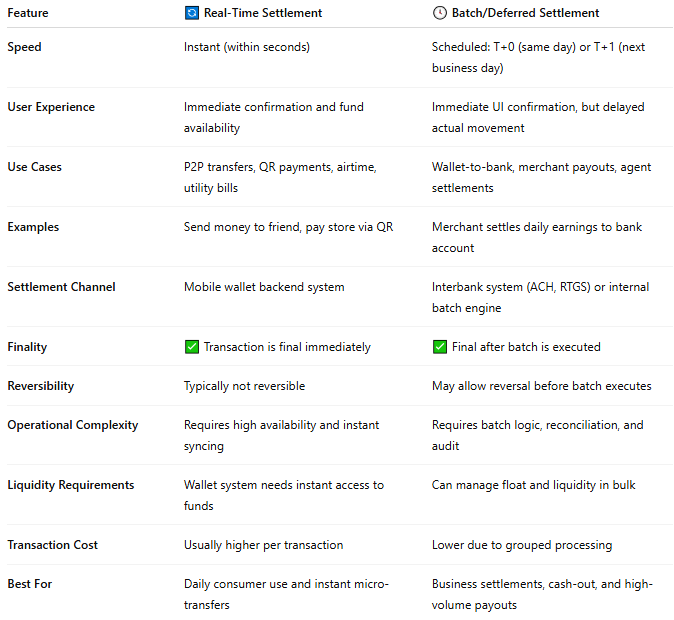 Feature Real-Time Settlement Batch/Deferred Settlement
Speed Instant (within seconds) Scheduled: T+0 (same day) or T+1 (next
business day)
User Experience Immediate confirmation and fund Immediate UI confirmation, but delayed
availability actual movement
Use Cases P2P transfers, QR payments, airtime, Wallet-to-bank, merchant payouts, agent
utility bills settlements
Examples Send money to friend, pay store via QR Merchant settles daily earnings to bank
account
Settlement Channel Mobile wallet backend system Interbank system (ACH, RTGS) or internal
batch engine
Finality ✅ Transaction is final immediately ✅ Final after batch is executed
Reversibility Typically not reversible May allow reversal before batch executes
Operational Complexity Requires high availability and instant Requires batch logic, reconciliation, and
syncing audit
Liquidity Requirements Wallet system needs instant access to Can manage float and liquidity in bulk
funds
Transaction Cost Usually higher per transaction Lower due to grouped processing
Best For Daily consumer use and instant micro- Business settlements, cash-out, and high-
transfers volume payouts